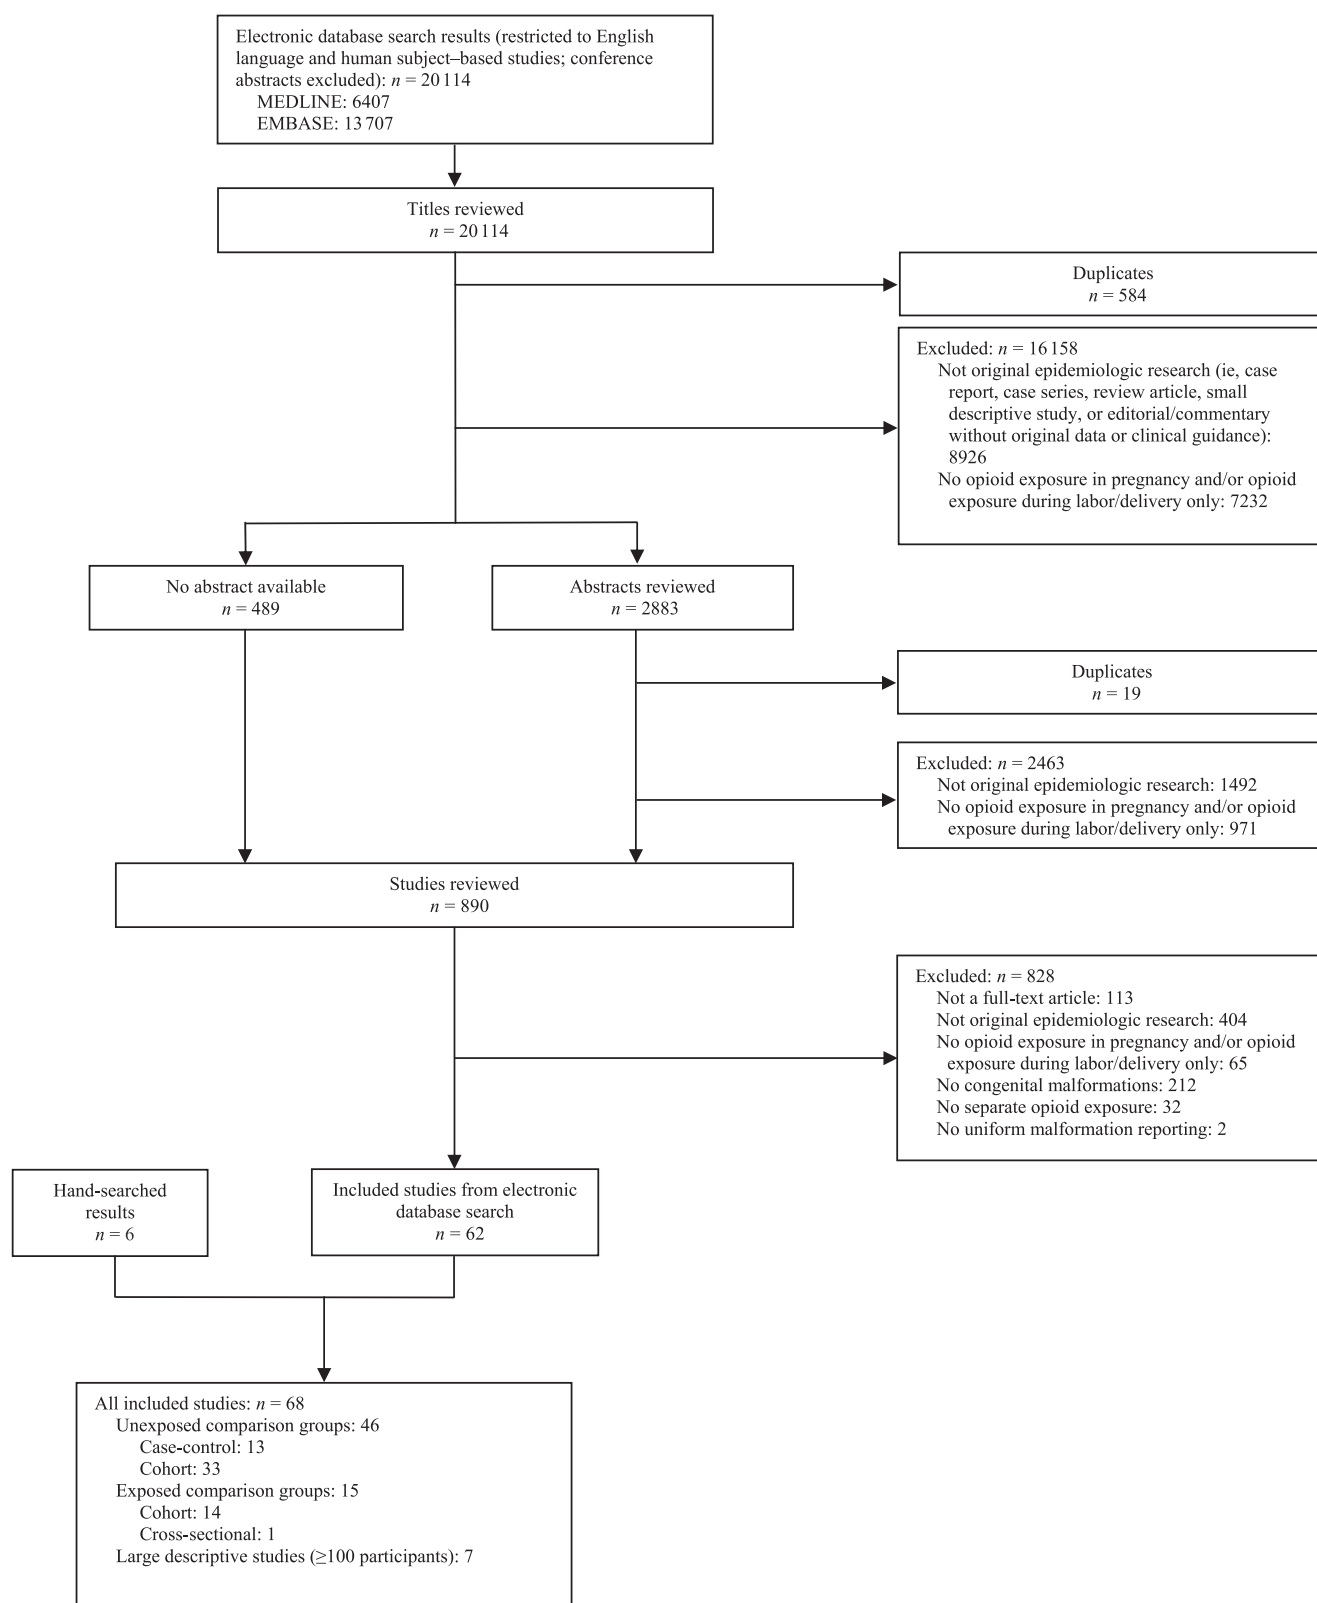 Electronic database search results (restricted to English
language and human subject–based studies; conference
abstracts excluded): n = 20 114
MEDLINE: 6407
EMBASE: 13 707
Titles reviewed
n = 20 114
Duplicates
n = 584
Excluded: n = 16 158
Not original epidemiologic research (ie, case
report, case series, review article, small
descriptive study, or editorial/commentary
without original data or clinical guidance):
8926
No opioid exposure in pregnancy and/or opioid
exposure during labor/delivery only: 7232
No abstract available
n = 489
Abstracts reviewed
n = 2883
Duplicates
n = 19
Excluded: n = 2463
Not original epidemiologic research: 1492
No opioid exposure in pregnancy and/or opioid
exposure during labor/delivery only: 971
Studies reviewed
n = 890
Excluded: n = 828
Not a full-text article: 113
Not original epidemiologic research: 404
No opioid exposure in pregnancy and/or opioid
exposure during labor/delivery only: 65
No congenital malformations: 212
No separate opioid exposure: 32
No uniform malformation reporting: 2
Hand-searched
results
n = 6
Included studies from electronic
database search
n = 62
All included studies: n = 68
Unexposed comparison groups: 46
Case-control: 13
Cohort: 33
Exposed comparison groups: 15
Cohort: 14
Cross-sectional: 1
Large descriptive studies (≥100 participants): 7